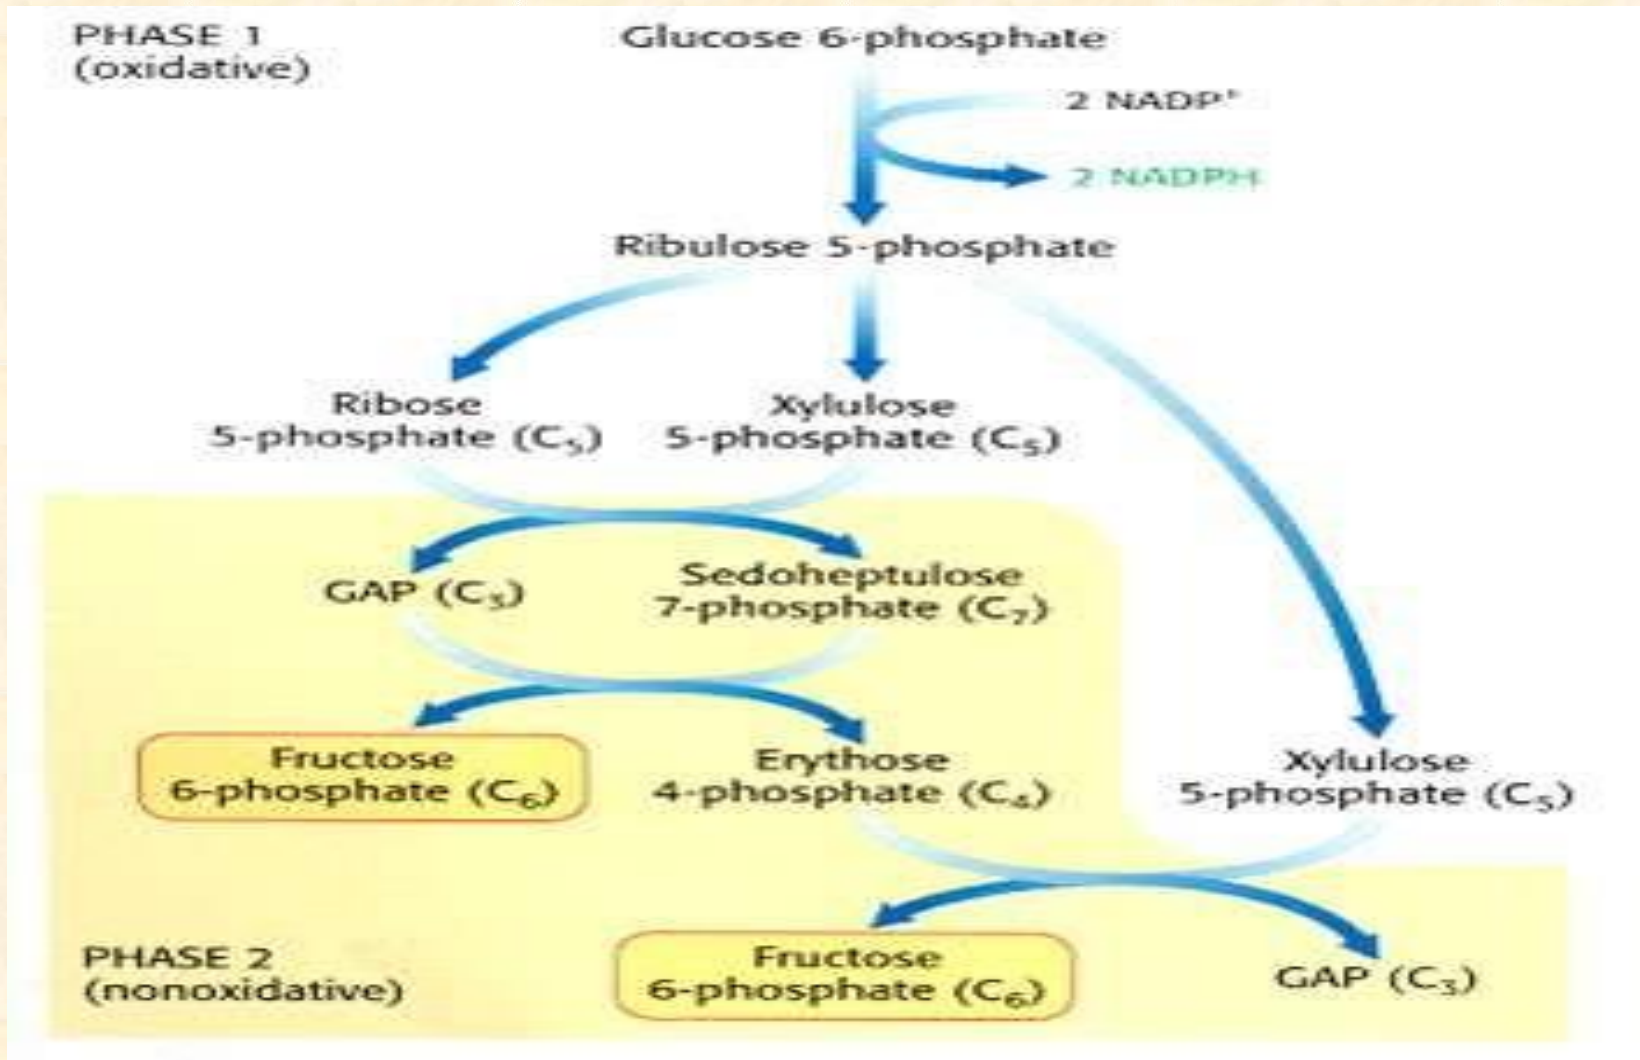 PHASE 1
(oxidative)
Glucose 6-phosphate
2 NADP⁺
2 NADPH
Ribulose 5-phosphate
Ribose
5-phosphate (C₅)
Xylulose
5-phosphate (C₅)
GAP (C₃)
Sedoheptulose
7-phosphate (C₇)
Fructose
6-phosphate (C₆)
Erythose
4-phosphate (C₄)
Xylulose
5-phosphate (C₅)
PHASE 2
(nonoxidative)
Fructose
6-phosphate (C₆)
GAP (C₃)